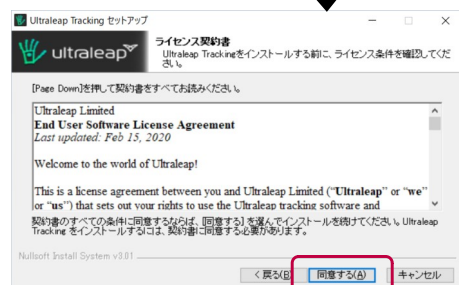 Ultraleap Tracking セットアップ
ultraleap
ライセンス契約書
Ultraleap Trackingをインストールする前に、ライセンス条件を確認してくだ
さい。
[Page Down]を押して契約書をすべてお読みください。
Ultraleap Limited
End User Software License Agreement
Last updated: Feb 15, 2020
Welcome to the world of Ultraleap!
This is a license agreement between you and Ultraleap Limited (“Ultraleap” or “we”
or “us”) that sets out your rights to use the Ultraleap tracking software and
契約書のすべての条件に同意するならば、[同意する] を選んでインストールを続けてください。Ultraleap
Tracking をインストールするには、契約書に同意する必要があります。
Nullsoft Install System v3.01
< 戻る(B) 同意する(A) キャンセル